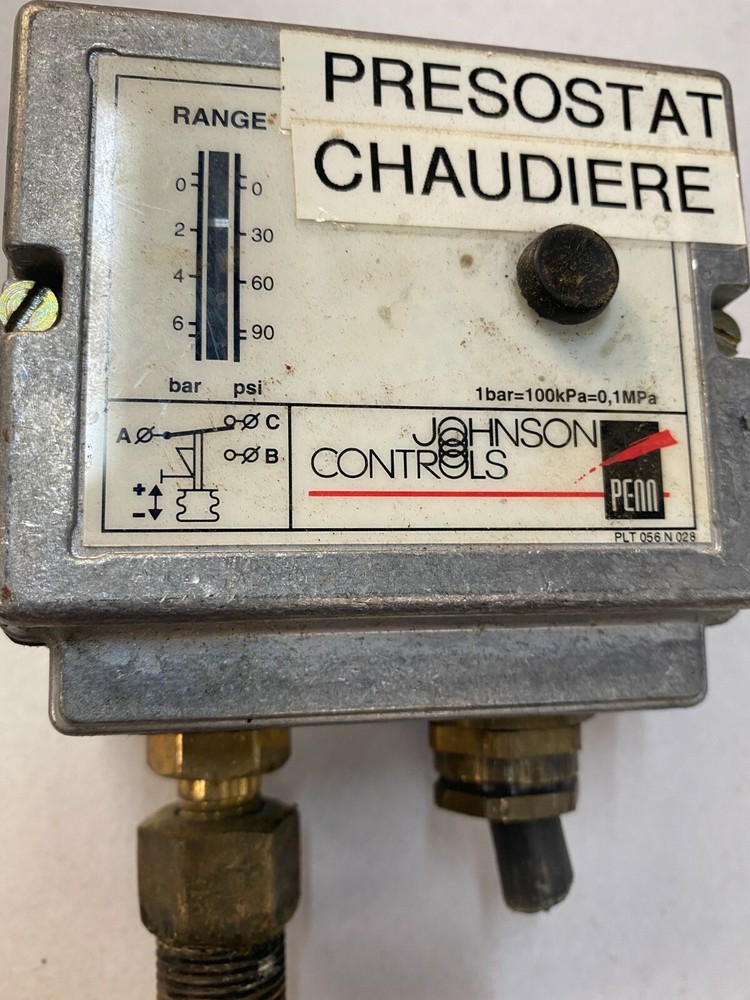 PRESOSTAT
CHAUDIERE
RANGE
0 0
2 30
4 60
6 90
bar psi
1bar=100kPa=0,1MPa
A C
B
+
-
JOHNSON
CONTROLS
PENN
PLT 056 N 028